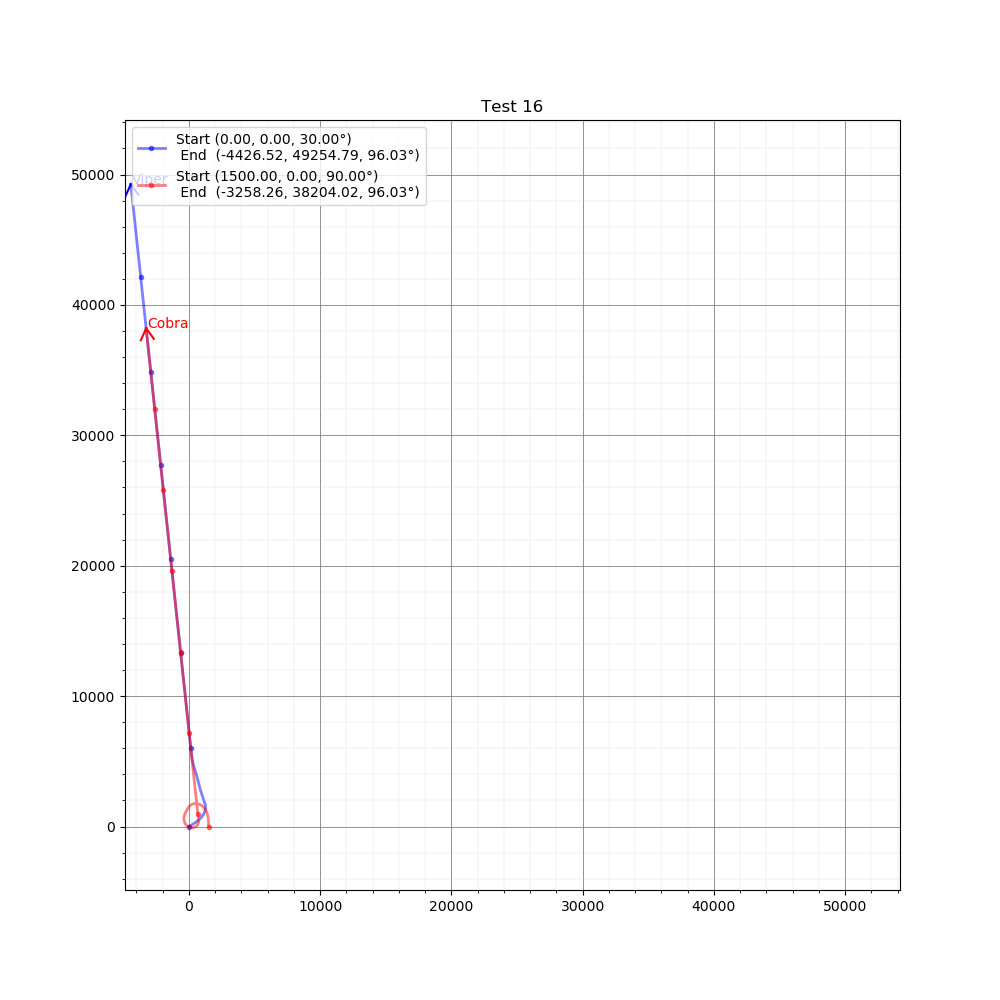 Test 16
Start (0.00, 0.00, 30.00°)
End (-4426.52, 49254.79, 96.03°)
Start (1500.00, 0.00, 90.00°)
End (-3258.26, 38204.02, 96.03°)
Viper
Cobra
50000
40000
30000
20000
10000
0
0 10000 20000 30000 40000 50000